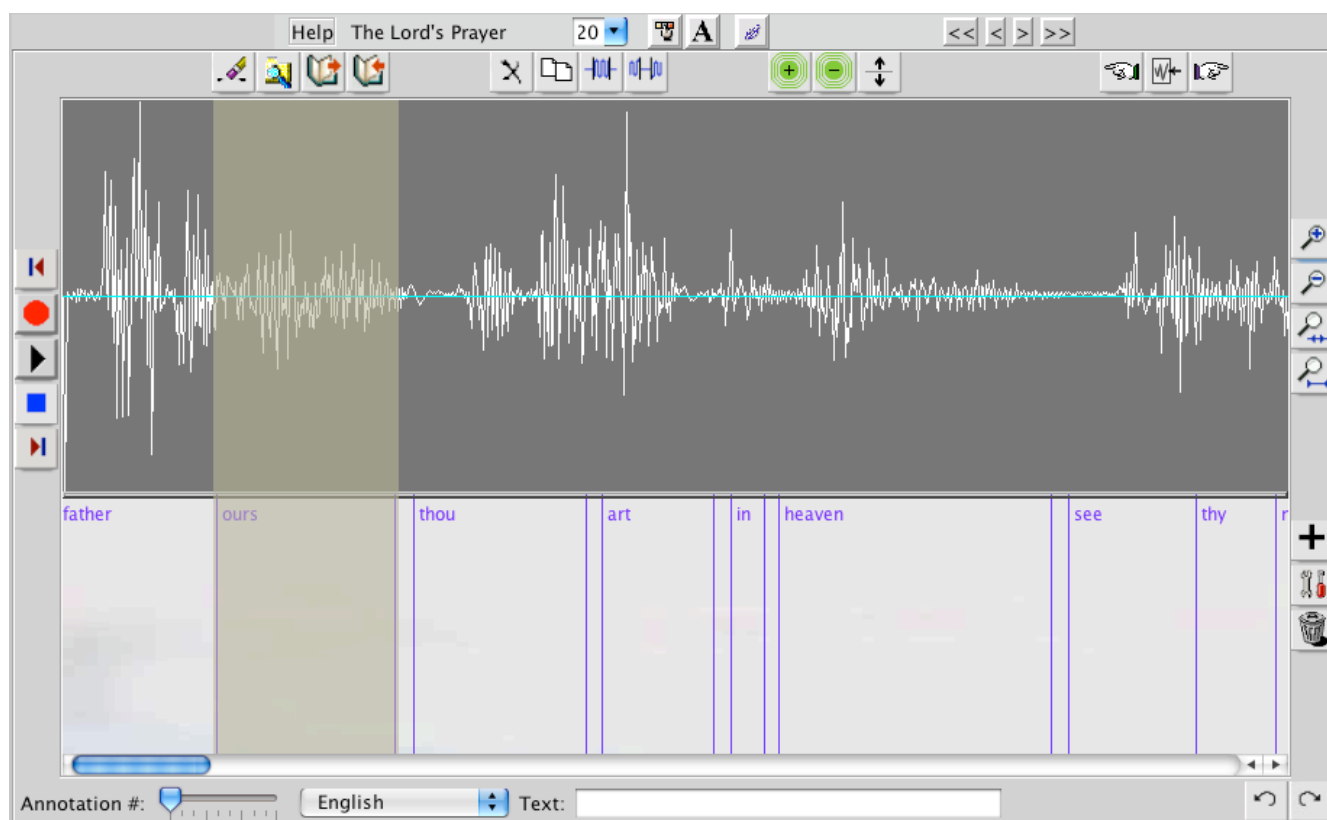 Help The Lord's Prayer 20 A << < > >>
father ours thou art in heaven see thy r
Annotation #: English Text: